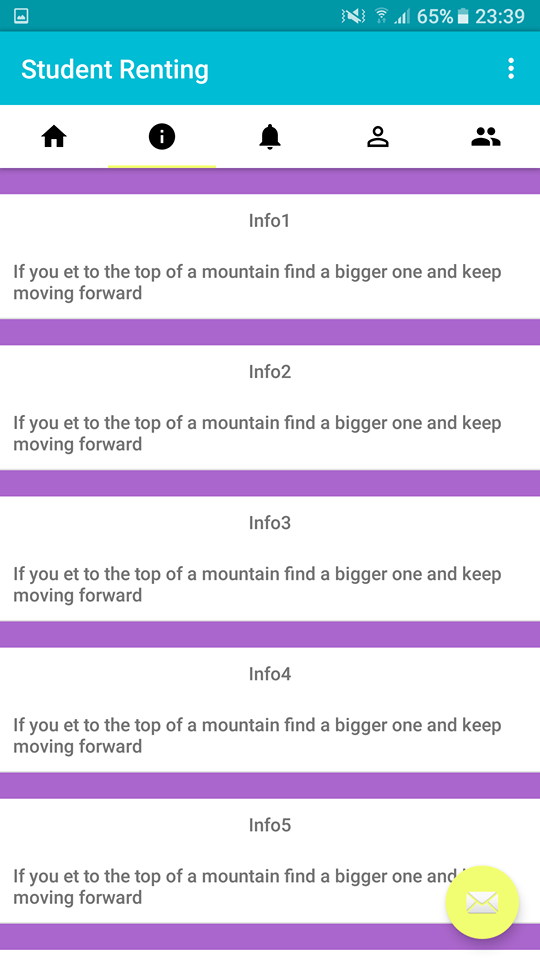 65% 23:39
Student Renting
Info1
If you et to the top of a mountain find a bigger one and keep
moving forward
Info2
If you et to the top of a mountain find a bigger one and keep
moving forward
Info3
If you et to the top of a mountain find a bigger one and keep
moving forward
Info4
If you et to the top of a mountain find a bigger one and keep
moving forward
Info5
If you et to the top of a mountain find a bigger one and
moving forward